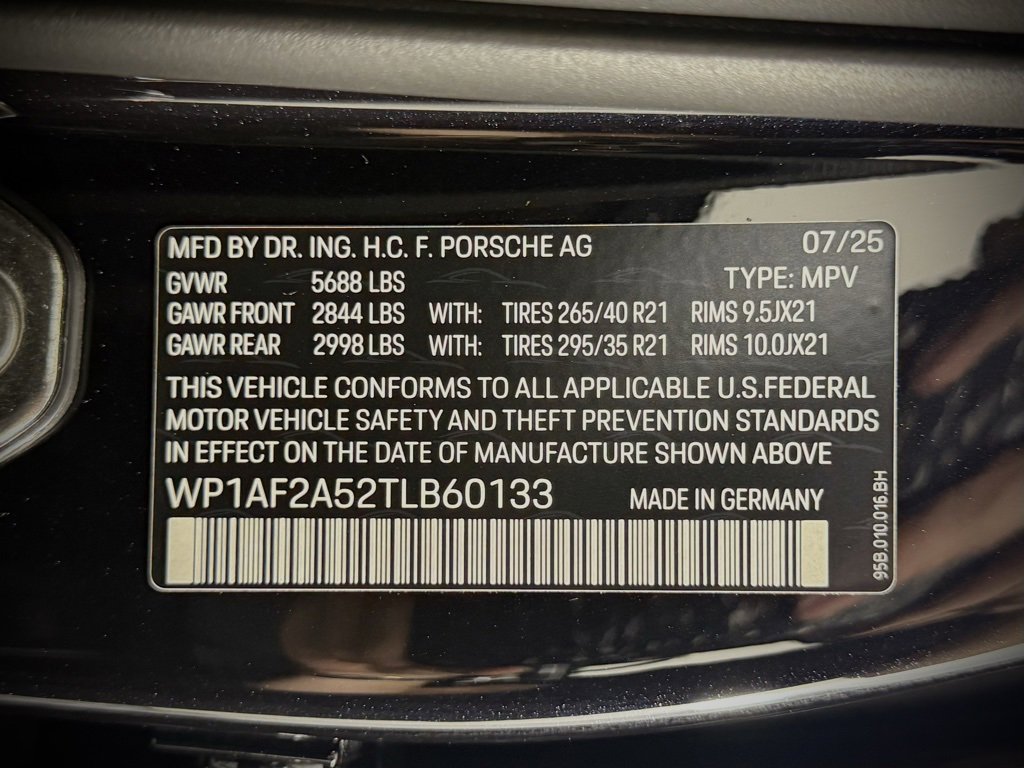 MFD BY DR. ING. H.C. F. PORSCHE AG 07/25
GVWR 5688 LBS TYPE: MPV
GAWR FRONT 2844 LBS WITH: TIRES 265/40 R21 RIMS 9.5JX21
GAWR REAR 2998 LBS WITH: TIRES 295/35 R21 RIMS 10.0JX21
THIS VEHICLE CONFORMS TO ALL APPLICABLE U.S.FEDERAL
MOTOR VEHICLE SAFETY AND THEFT PREVENTION STANDARDS
IN EFFECT ON THE DATE OF MANUFACTURE SHOWN ABOVE
WP1AF2A52TLB60133 MADE IN GERMANY
95B.010.016.BH